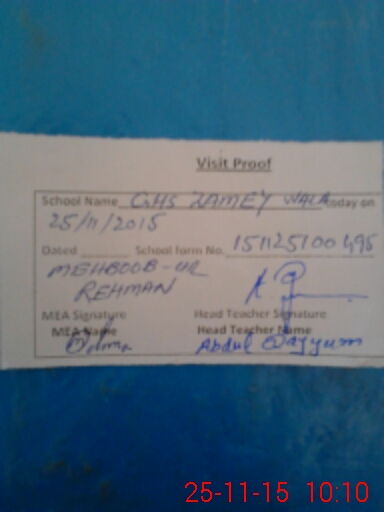 Visit Proof
School Name GHS ZAMEY WALA today on
25/11/2015
Dated School form No. 151125100495
MEHBOOB-UR
REHMAN
MEA Signature Head Teacher Signature
MEA Name Head Teacher Name
Abdul Qayyum
25-11-15 10:10